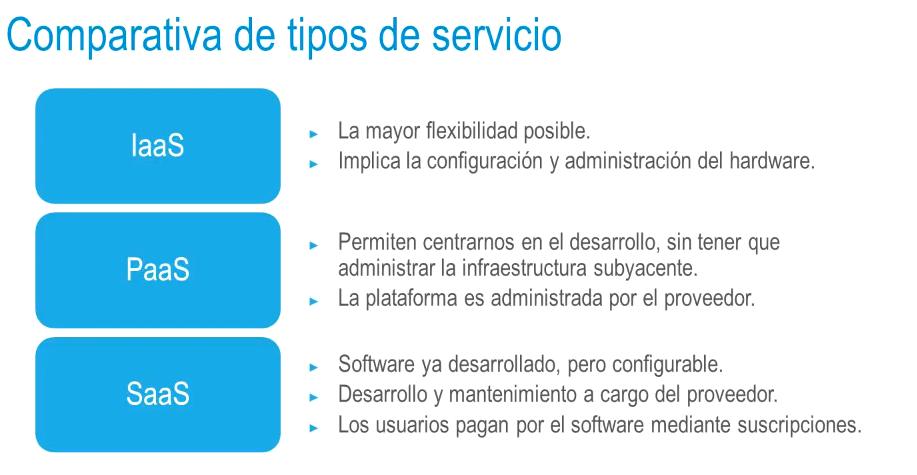 Comparativa de tipos de servicio
IaaS
► La mayor flexibilidad posible.
► Implica la configuración y administración del hardware.
PaaS
► Permiten centrarnos en el desarrollo, sin tener que
administrar la infraestructura subyacente.
► La plataforma es administrada por el proveedor.
SaaS
► Software ya desarrollado, pero configurable.
► Desarrollo y mantenimiento a cargo del proveedor.
► Los usuarios pagan por el software mediante suscripciones.